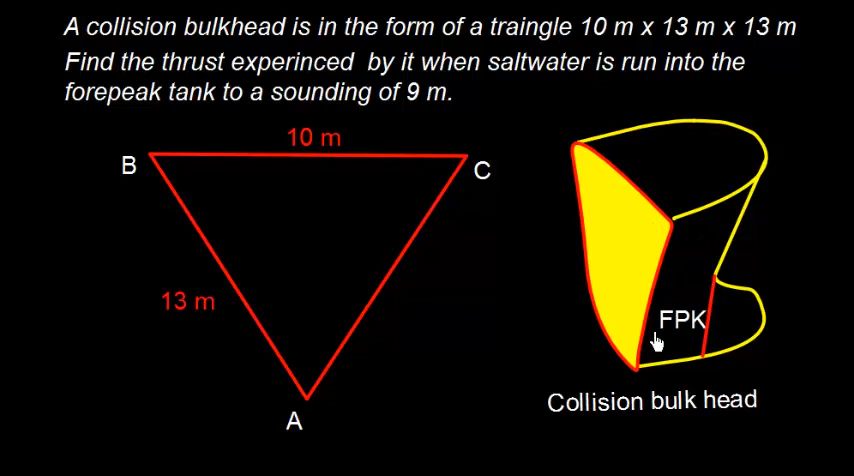 A collision bulkhead is in the form of a traingle 10 m x 13 m x 13 m
Find the thrust experinced by it when saltwater is run into the
forepeak tank to a sounding of 9 m.
10 m
B
C
13 m
FPK
A
Collision bulk head